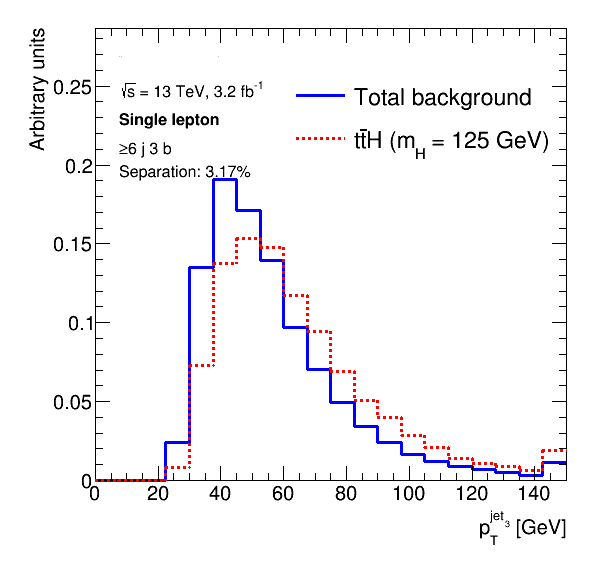 Arbitrary units
√s = 13 TeV, 3.2 fb⁻¹
Single lepton
≥6 j 3 b
Separation: 3.17%
Total background
tt̄H (m_H = 125 GeV)
0.25
0.2
0.15
0.1
0.05
0
0 20 40 60 80 100 120 140
p_T^jet_3 [GeV]